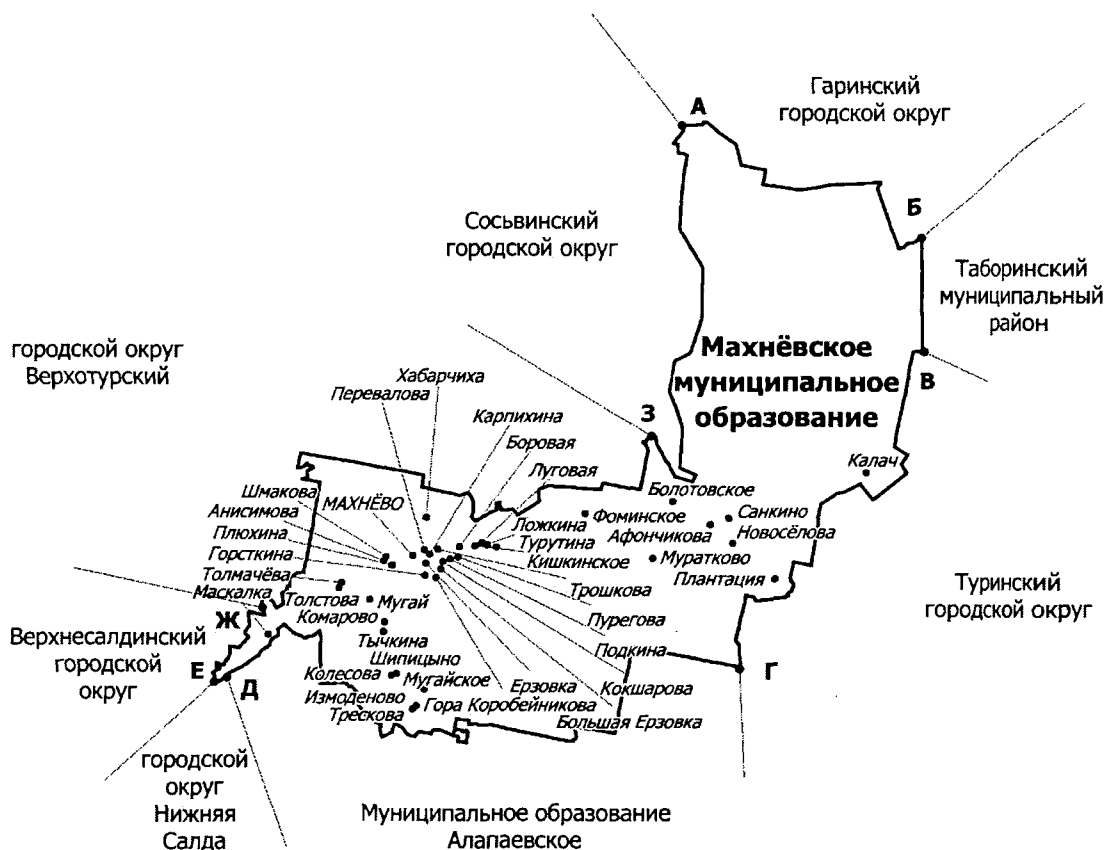 Гаринский
городской округ
А
Б
Сосьвинский
городской округ
Таборинский
муниципальный
район
городской округ
Верхотурский
Махнёвское
муниципальное
образование
В
З
Хабарчиха
Перевалова
Карпихина
Боровая
Луговая
Калач
Шмакова
МАХНЁВО
Анисимова
Плюхина
Горсткина
Толмачёва
Маскалка
Болотовское
Ложкина
Фоминское
Санкино
Турутина
Афончикова
Новосёлова
Кишкинское
Муратково
Плантация
Трошкова
Туринский
городской округ
Толстова
Мугай
Комарово
Ж
Верхнесалдинский
городской
округ
Пурегова
Тычкина
Подкина
Шипицыно
Е
Д
Г
Колесова
Мугайское
Ерзовка
Кокшарова
Измоденово
Гора Коробейникова
Трескова
Большая Ерзовка
городской
округ
Нижняя
Салда
Муниципальное образование
Алапаевское